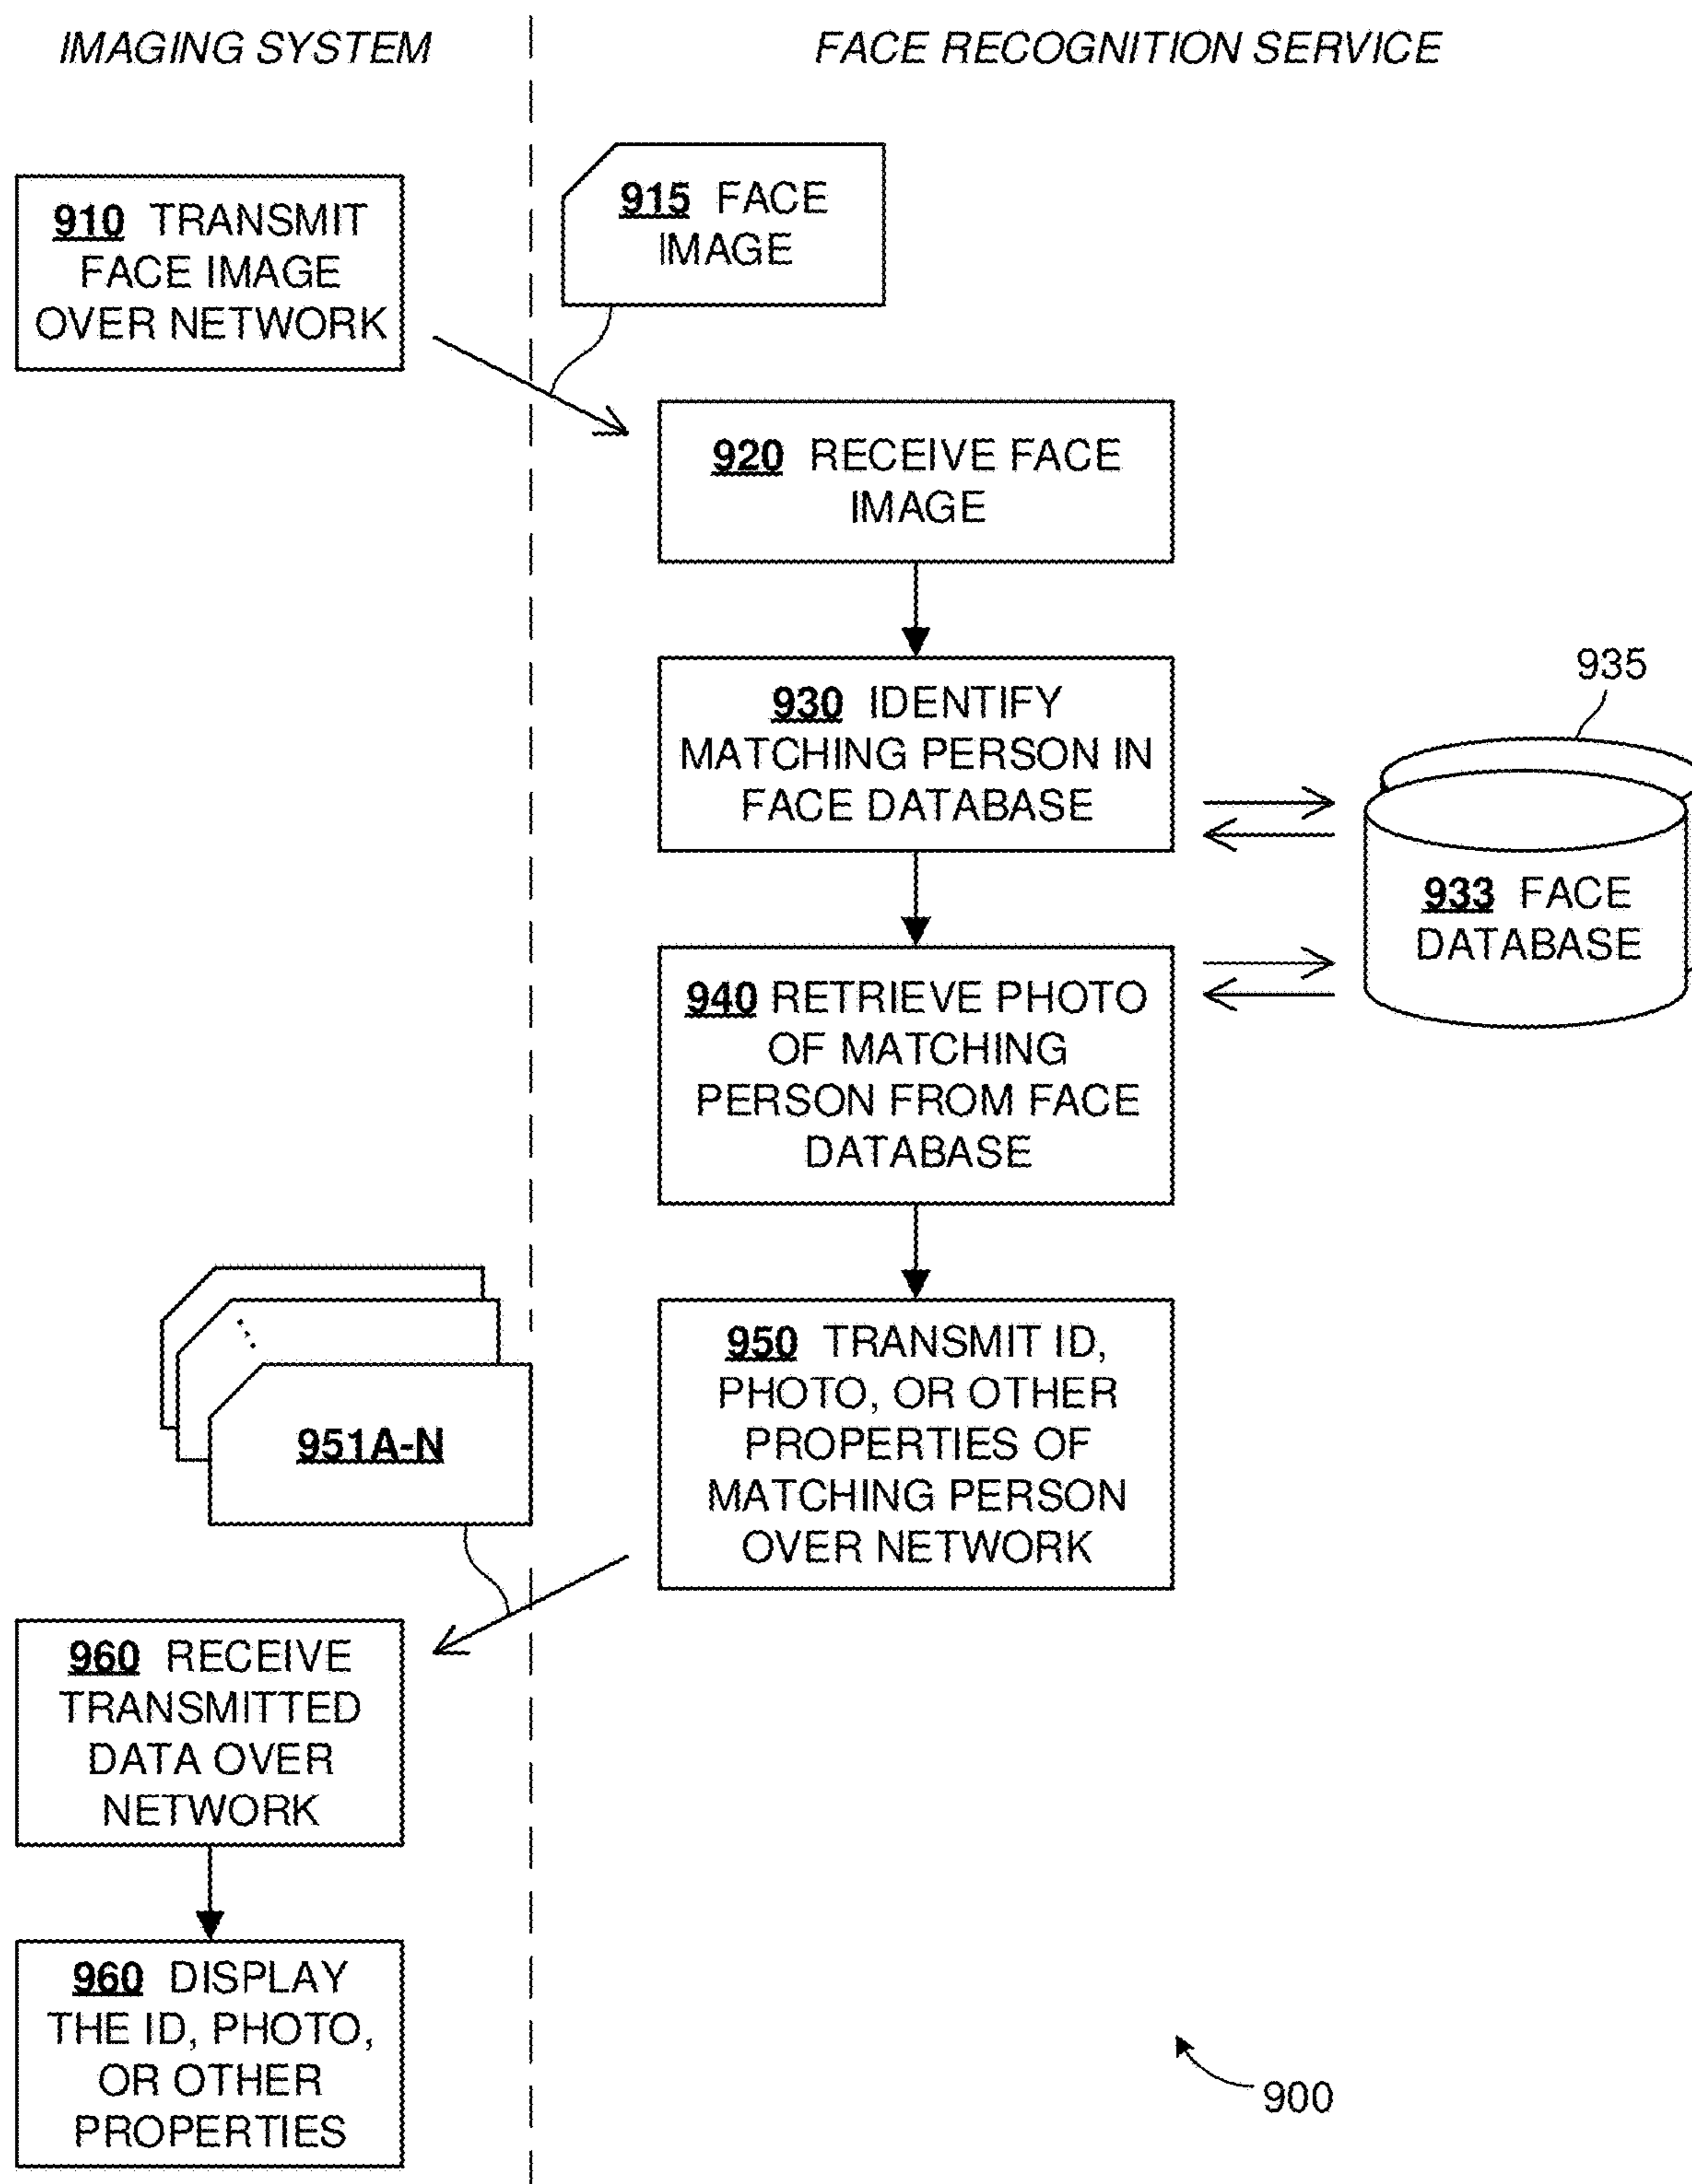 IMAGING SYSTEM
FACE RECOGNITION SERVICE
910 TRANSMIT
FACE IMAGE
OVER NETWORK
915 FACE
IMAGE
920 RECEIVE FACE
IMAGE
930 IDENTIFY
MATCHING PERSON IN
FACE DATABASE
935
933 FACE
DATABASE
940 RETRIEVE PHOTO
OF MATCHING
PERSON FROM FACE
DATABASE
950 TRANSMIT ID,
PHOTO, OR OTHER
PROPERTIES OF
MATCHING PERSON
OVER NETWORK
951A-N
960 RECEIVE
TRANSMITTED
DATA OVER
NETWORK
960 DISPLAY
THE ID, PHOTO,
OR OTHER
PROPERTIES
900